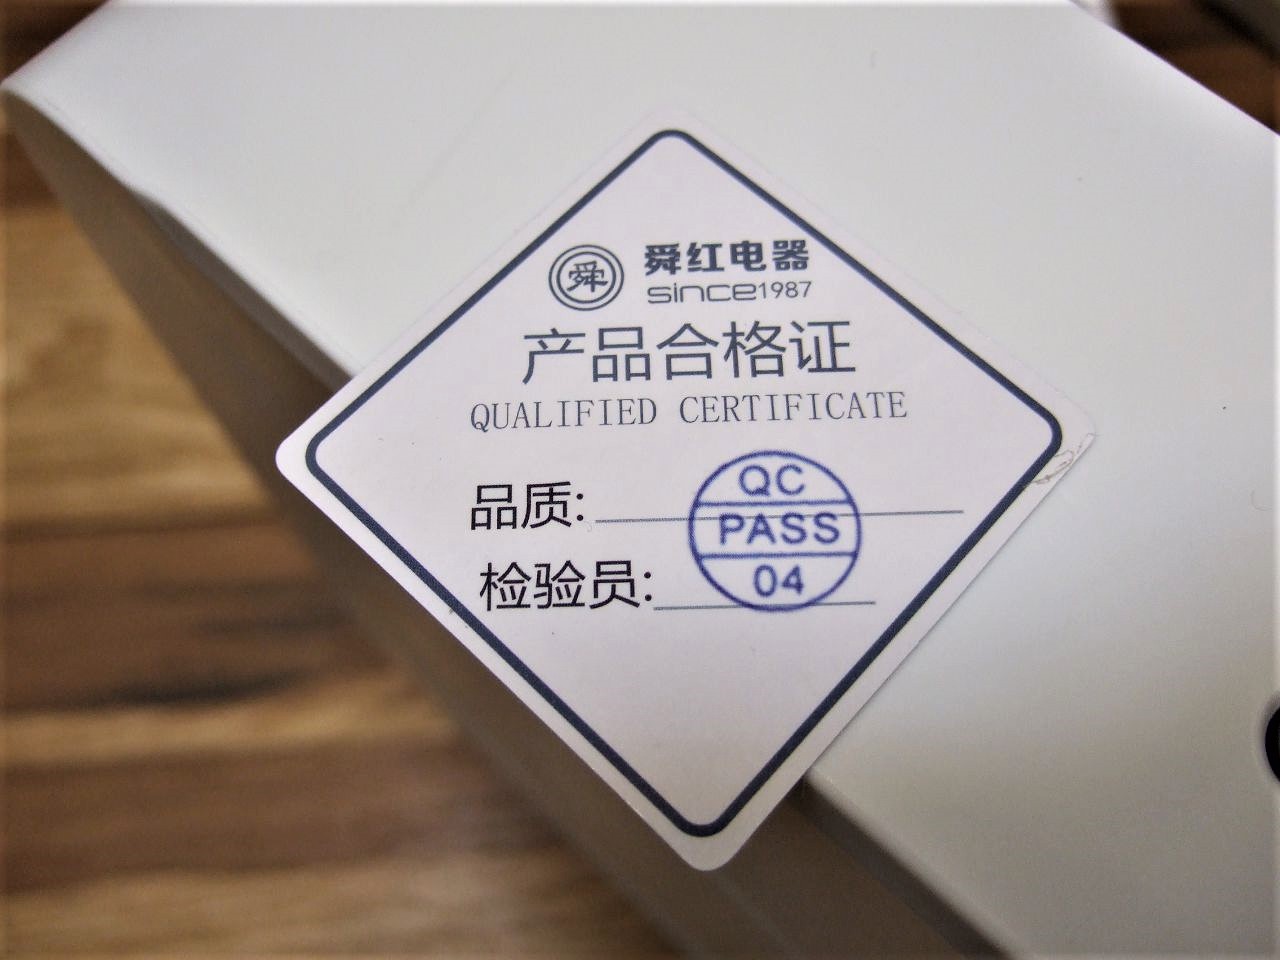 舜 舜红电器
since1987
产品合格证
QUALIFIED CERTIFICATE
品质:
QC
PASS
检验员:
04